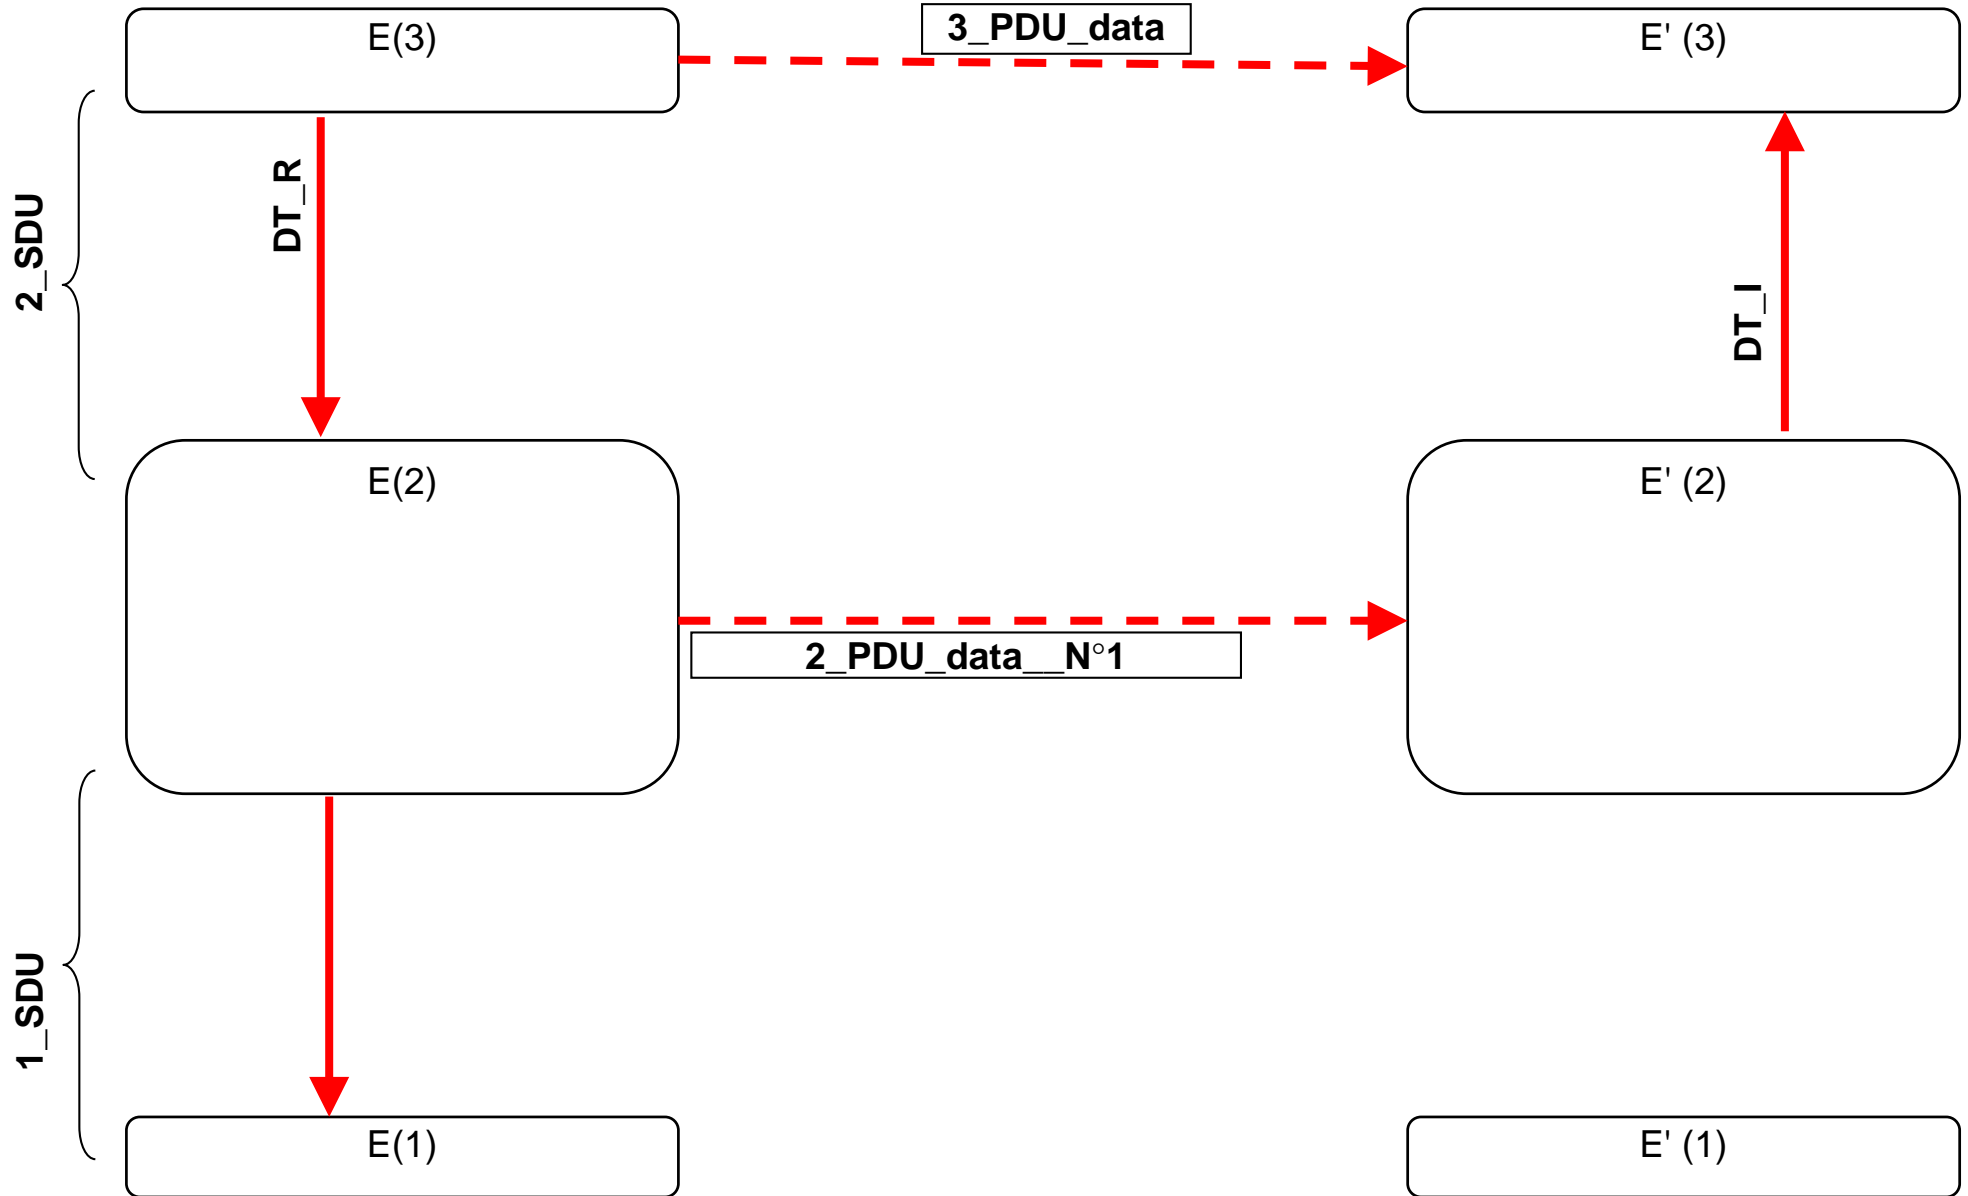 E(3)
3_PDU_data
E' (3)
2_SDU
DT_R
DT_I
E(2)
E' (2)
2_PDU_data__N°1
1_SDU
E(1)
E' (1)